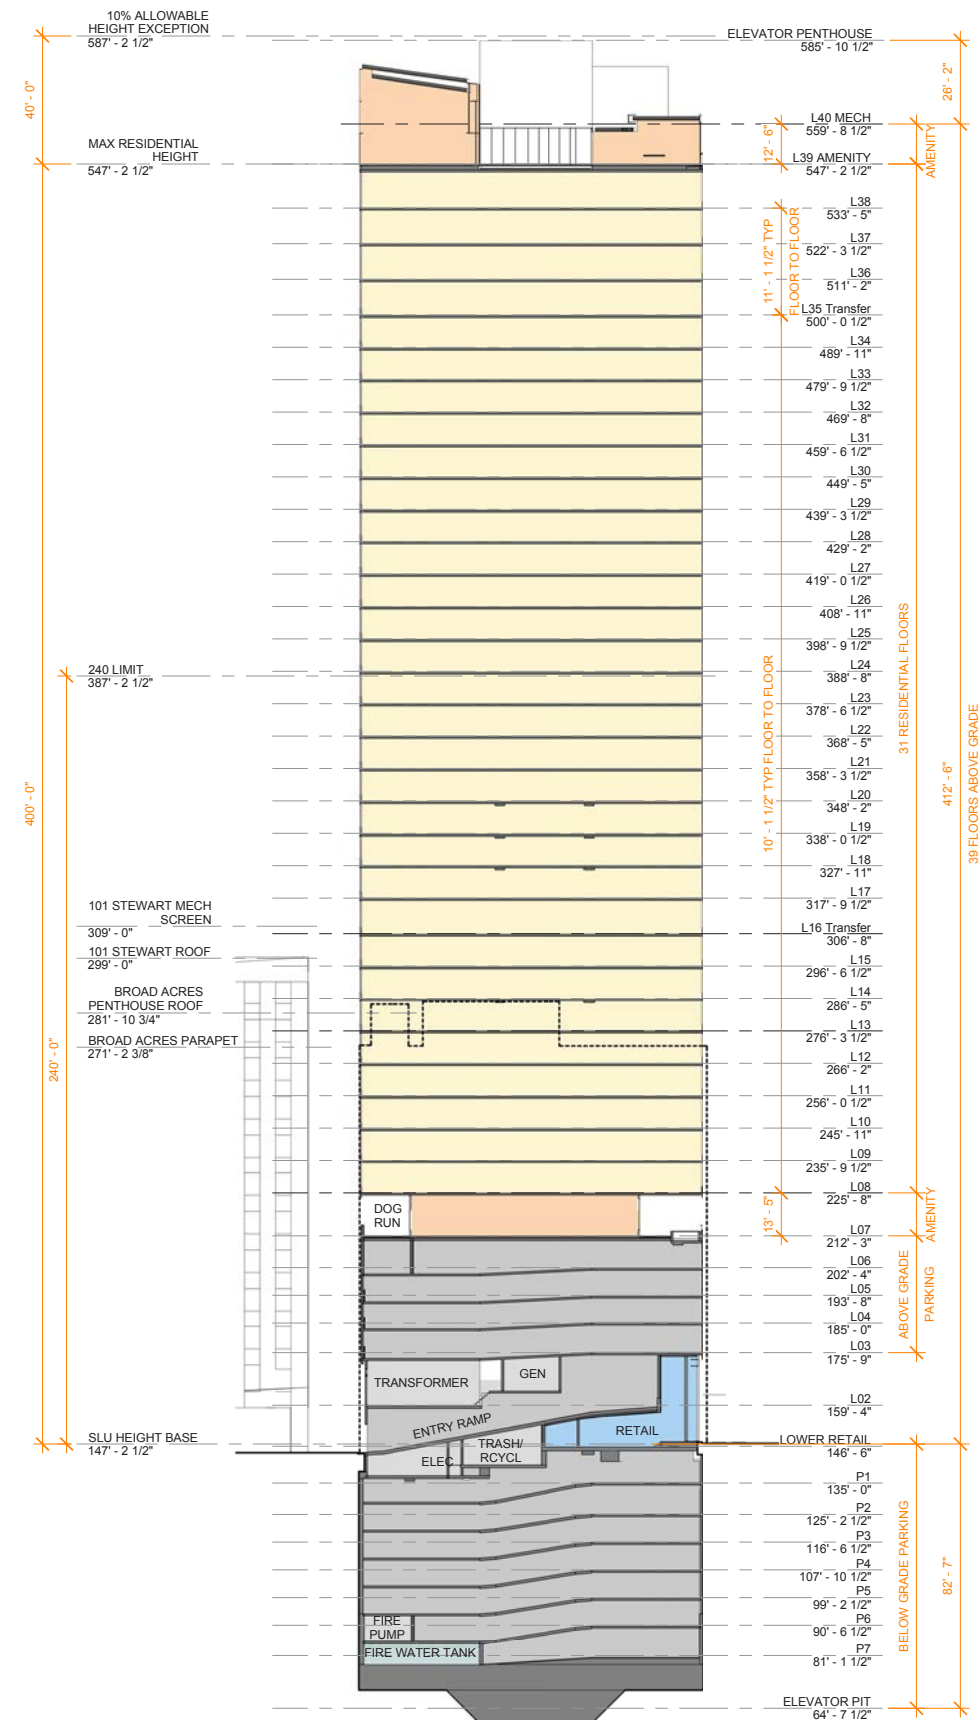 10% ALLOWABLE
HEIGHT EXCEPTION
587' - 2 1/2"
ELEVATOR PENTHOUSE
585' - 10 1/2"
40' - 0"
26' - 2"
L40 MECH
559' - 8 1/2"
12' - 6"
AMENITY
MAX RESIDENTIAL
HEIGHT
547' - 2 1/2"
L39 AMENITY
547' - 2 1/2"
L38
533' - 5"
L37
522' - 3 1/2"
11' - 1 1/2" TYP
FLOOR TO FLOOR
L36
511' - 2"
L35 Transfer
500' - 0 1/2"
L34
489' - 11"
L33
479' - 9 1/2"
L32
469' - 8"
L31
459' - 6 1/2"
L30
449' - 5"
L29
439' - 3 1/2"
L28
429' - 2"
L27
419' - 0 1/2"
L26
408' - 11"
L25
398' - 9 1/2"
240 LIMIT
387' - 2 1/2"
L24
388' - 8"
L23
378' - 6 1/2"
L22
368' - 5"
L21
358' - 3 1/2"
L20
348' - 2"
L19
338' - 0 1/2"
L18
327' - 11"
L17
317' - 9 1/2"
10' - 1 1/2" TYP FLOOR TO FLOOR
31 RESIDENTIAL FLOORS
412' - 6"
39 FLOORS ABOVE GRADE
400' - 0"
101 STEWART MECH
SCREEN
309' - 0"
L16 Transfer
306' - 8"
101 STEWART ROOF
299' - 0"
L15
296' - 6 1/2"
BROAD ACRES
PENTHOUSE ROOF
281' - 10 3/4"
L14
286' - 5"
BROAD ACRES PARAPET
271' - 2 3/8"
L13
276' - 3 1/2"
240' - 0"
L12
266' - 2"
L11
256' - 0 1/2"
L10
245' - 11"
L09
235' - 9 1/2"
L08
225' - 8"
DOG
RUN
13' - 5"
AMENITY
L07
212' - 3"
L06
202' - 4"
L05
193' - 8"
L04
185' - 0"
ABOVE GRADE
PARKING
L03
175' - 9"
TRANSFORMER
GEN
L02
159' - 4"
ENTRY RAMP
RETAIL
SLU HEIGHT BASE
147' - 2 1/2"
LOWER RETAIL
146' - 6"
TRASH/
RCYCL
ELEC
P1
135' - 0"
P2
125' - 2 1/2"
P3
116' - 6 1/2"
P4
107' - 10 1/2"
P5
99' - 2 1/2"
P6
90' - 6 1/2"
P7
81' - 1 1/2"
BELOW GRADE PARKING
82' - 7"
FIRE
PUMP
FIRE WATER TANK
ELEVATOR PIT
64' - 7 1/2"